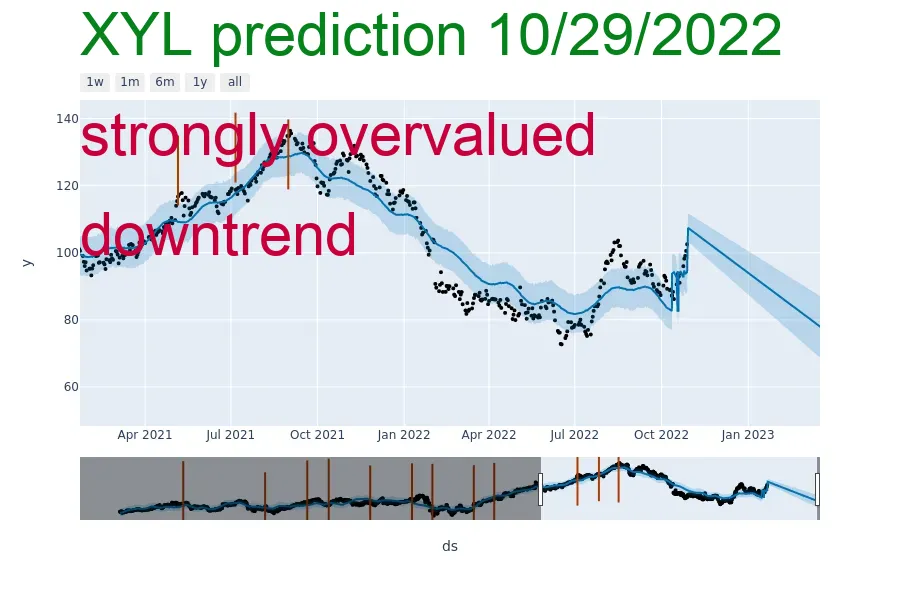 XYL prediction 10/29/2022
1w 1m 6m 1y all
strongly overvalued
downtrend
140
120
100
80
60
y
Apr 2021 Jul 2021 Oct 2021 Jan 2022 Apr 2022 Jul 2022 Oct 2022 Jan 2023
ds